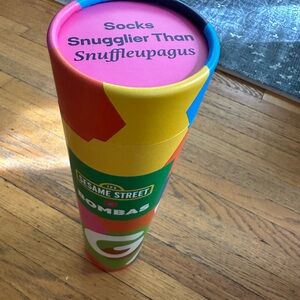 Socks
Snugglier Than
Snuffleupagus
SESAME STREET
BOMBAS
G